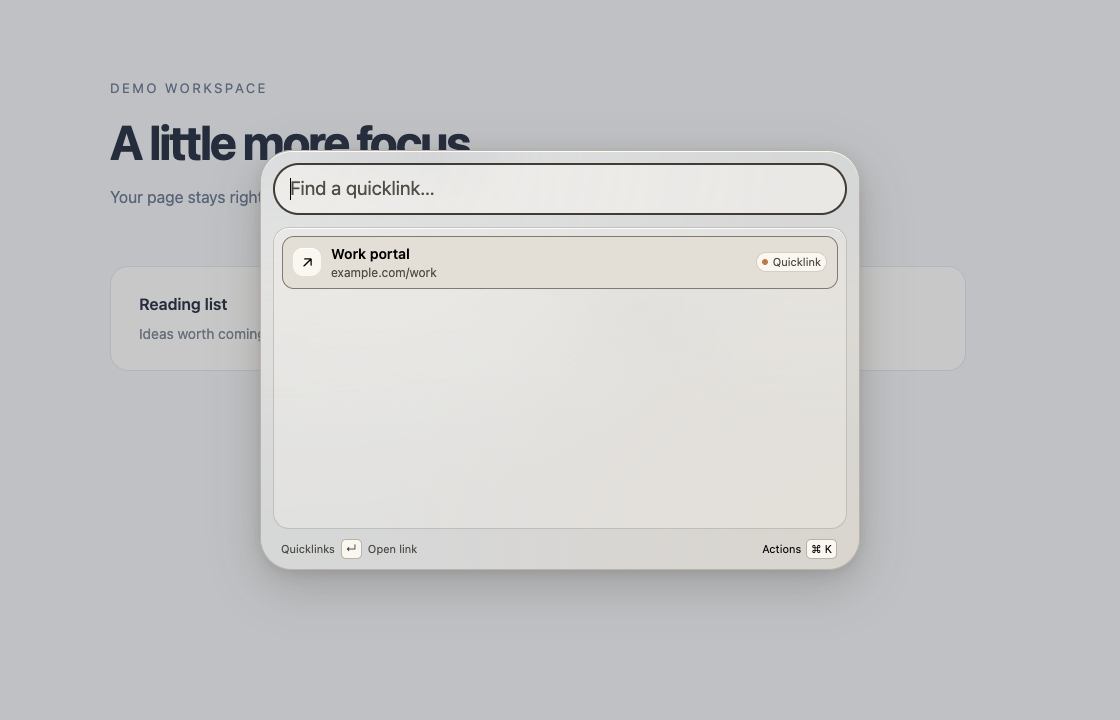 DEMO WORKSPACE
A little more focus
Your page stays right
Find a quicklink...
Work portal
example.com/work
Quicklink
Reading list
Ideas worth coming
Quicklinks ↵ Open link
Actions ⌘ K